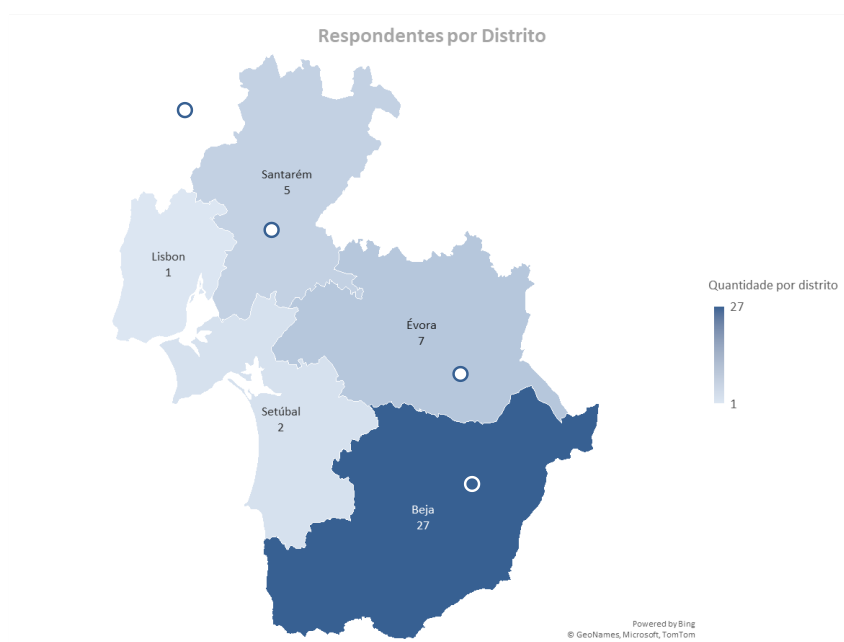 Respondentes por Distrito
Santarém
5
Lisbon
1
Évora
7
Setúbal
2
Beja
27
Quantidade por distrito
27
1
Powered by Bing
© GeoNames, Microsoft, TomTom